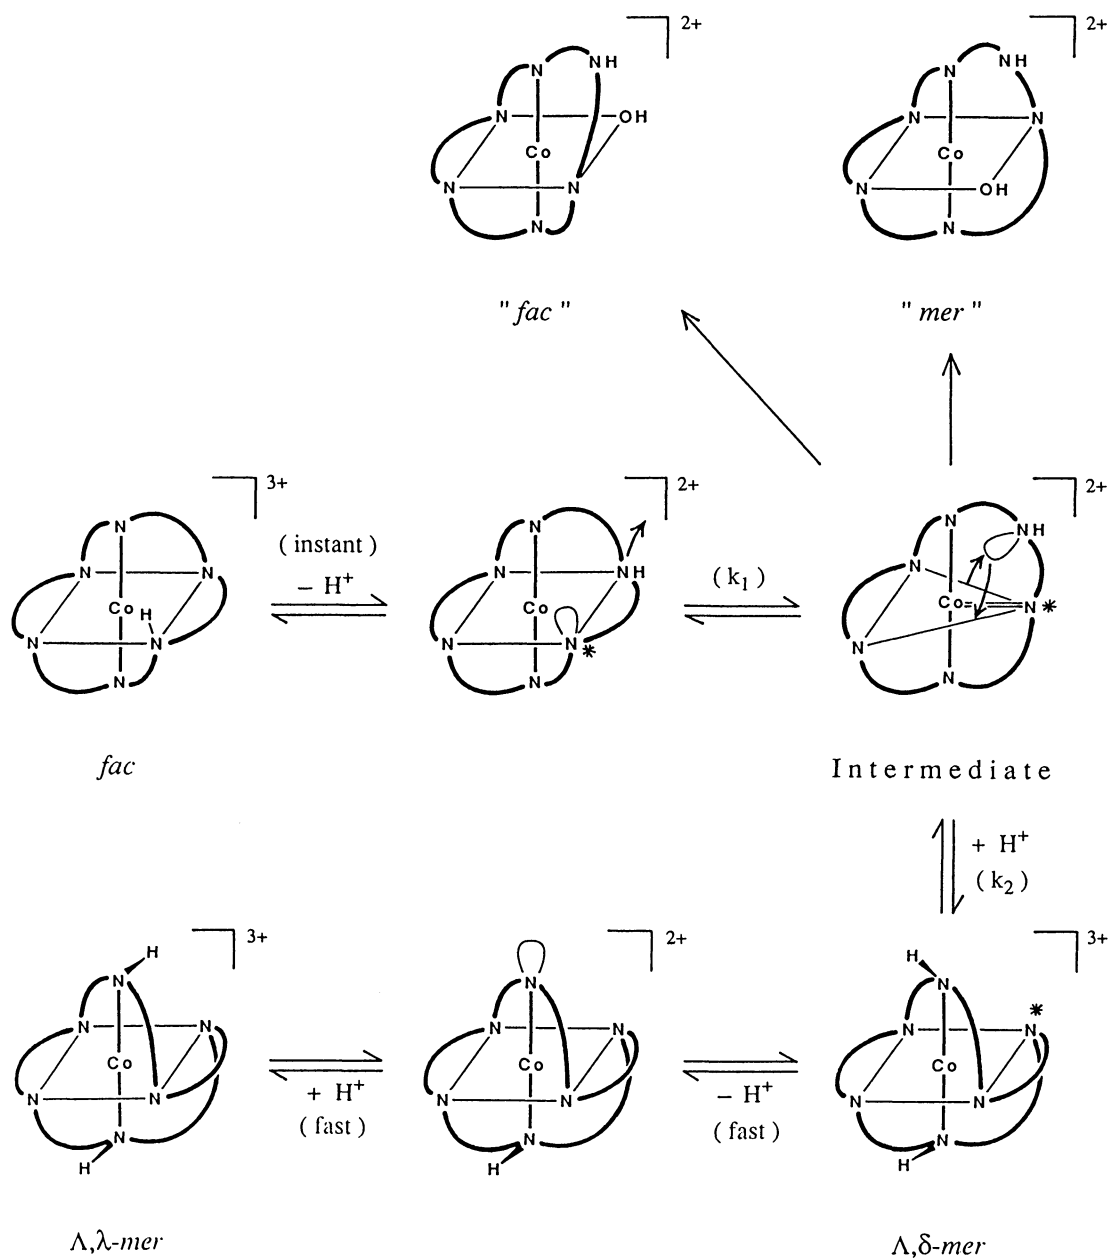 2+
2+
N
NH
N
NH
N
OH
N
N
Co
Co
N
N
N
OH
N
N
" fac "
" mer "
3+
2+
2+
N
( instant )
N
N
NH
N
N
− H+
N
NH
(k1)
N
Co
H
Co
Co=
N
*
N
N
N
N
*
N
N
N
N
fac
Intermediate
+ H+
( k2 )
3+
2+
3+
H
H
N
N
N
*
N
N
N
N
N
N
Co
Co
Co
+ H+
− H+
N
N
( fast )
N
N
( fast )
N
N
N
N
N
H
H
H
Λ,λ-mer
Λ,δ-mer